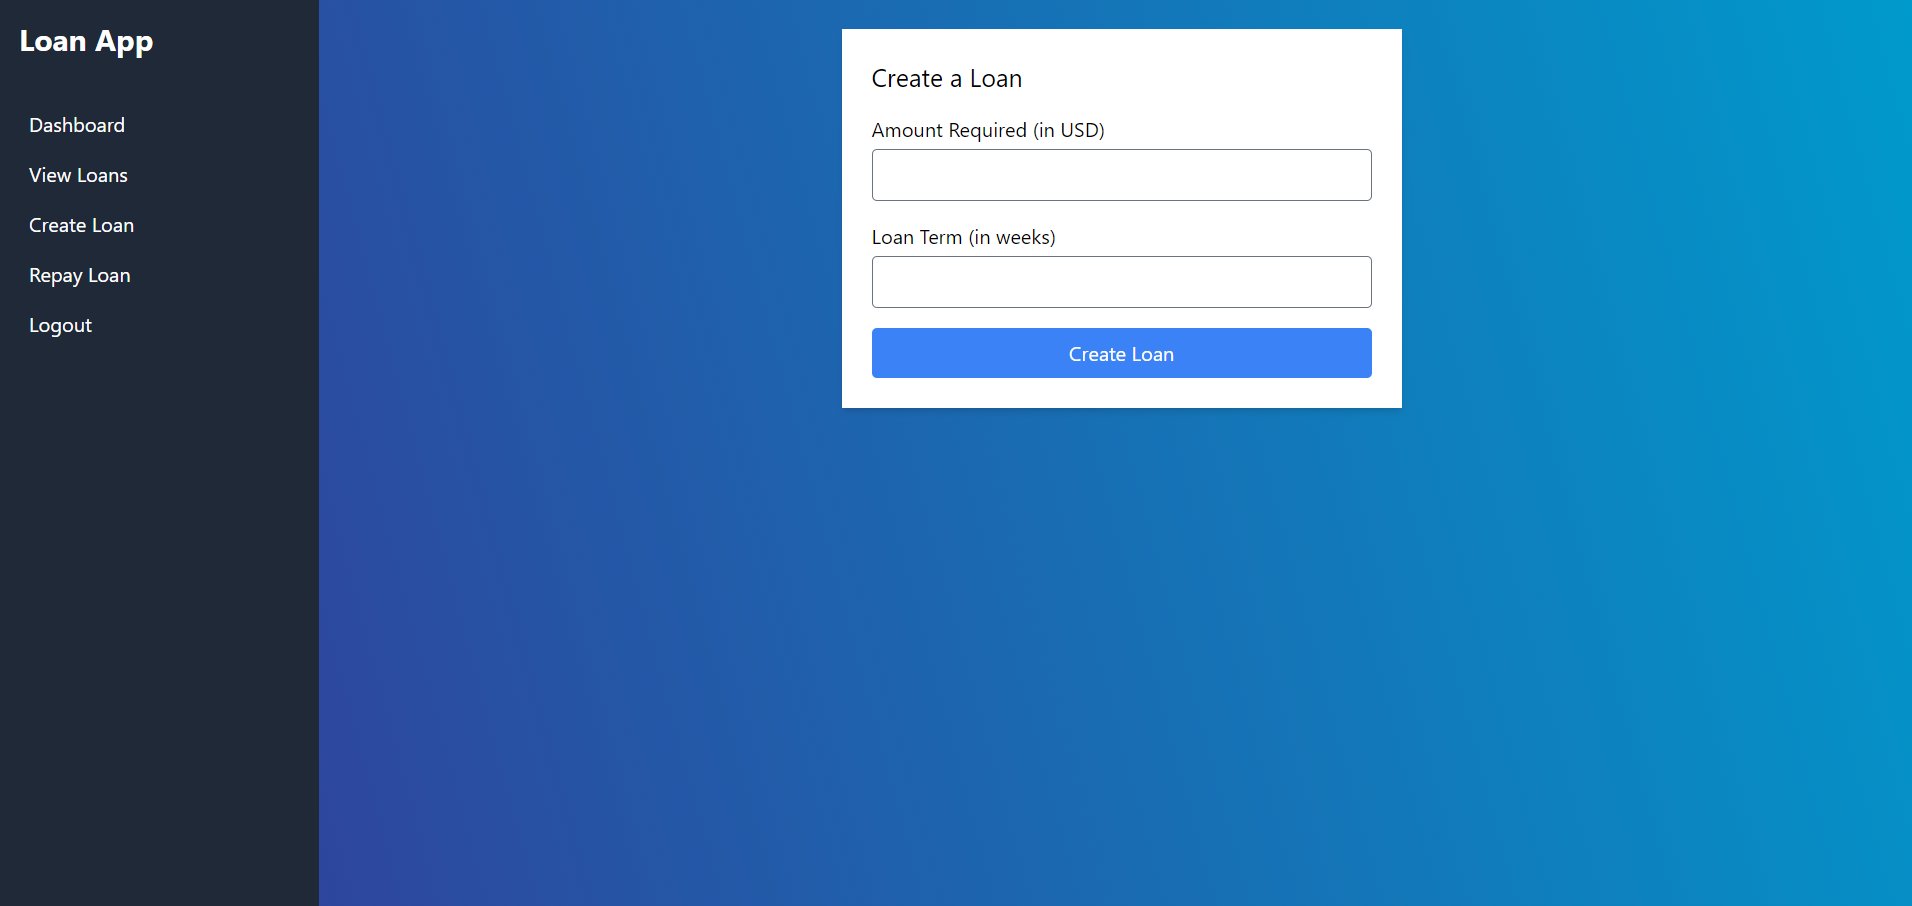 Loan App
Dashboard
View Loans
Create Loan
Repay Loan
Logout
Create a Loan
Amount Required (in USD)
Loan Term (in weeks)
Create Loan